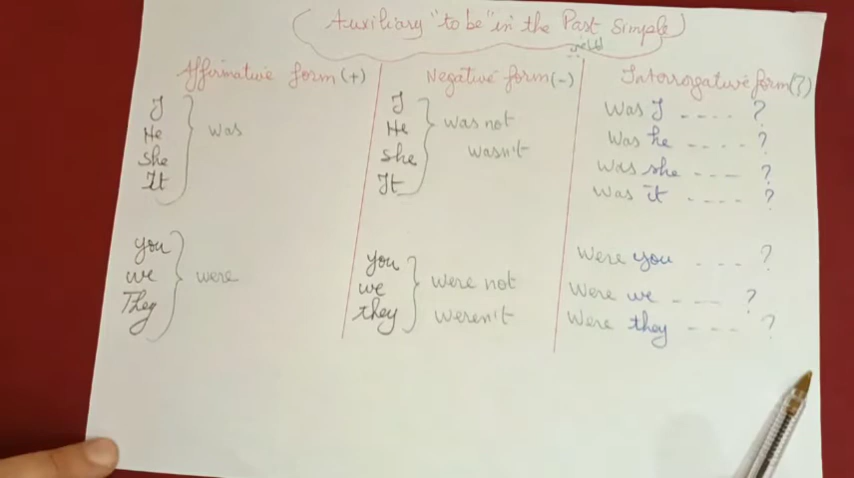 (Auxiliary "to be" in the Past Simple)
Affirmative form (+)
I
He
She
It
was
you
we
They
were
Negative form (-)
I
He
she
It
was not
wasn't
you
we
they
were not
weren't
Interrogative form (?)
Was I .... ?
Was he .... ?
Was she .... ?
Was it .... ?
Were you .... ?
Were we .... ?
Were they .... ?